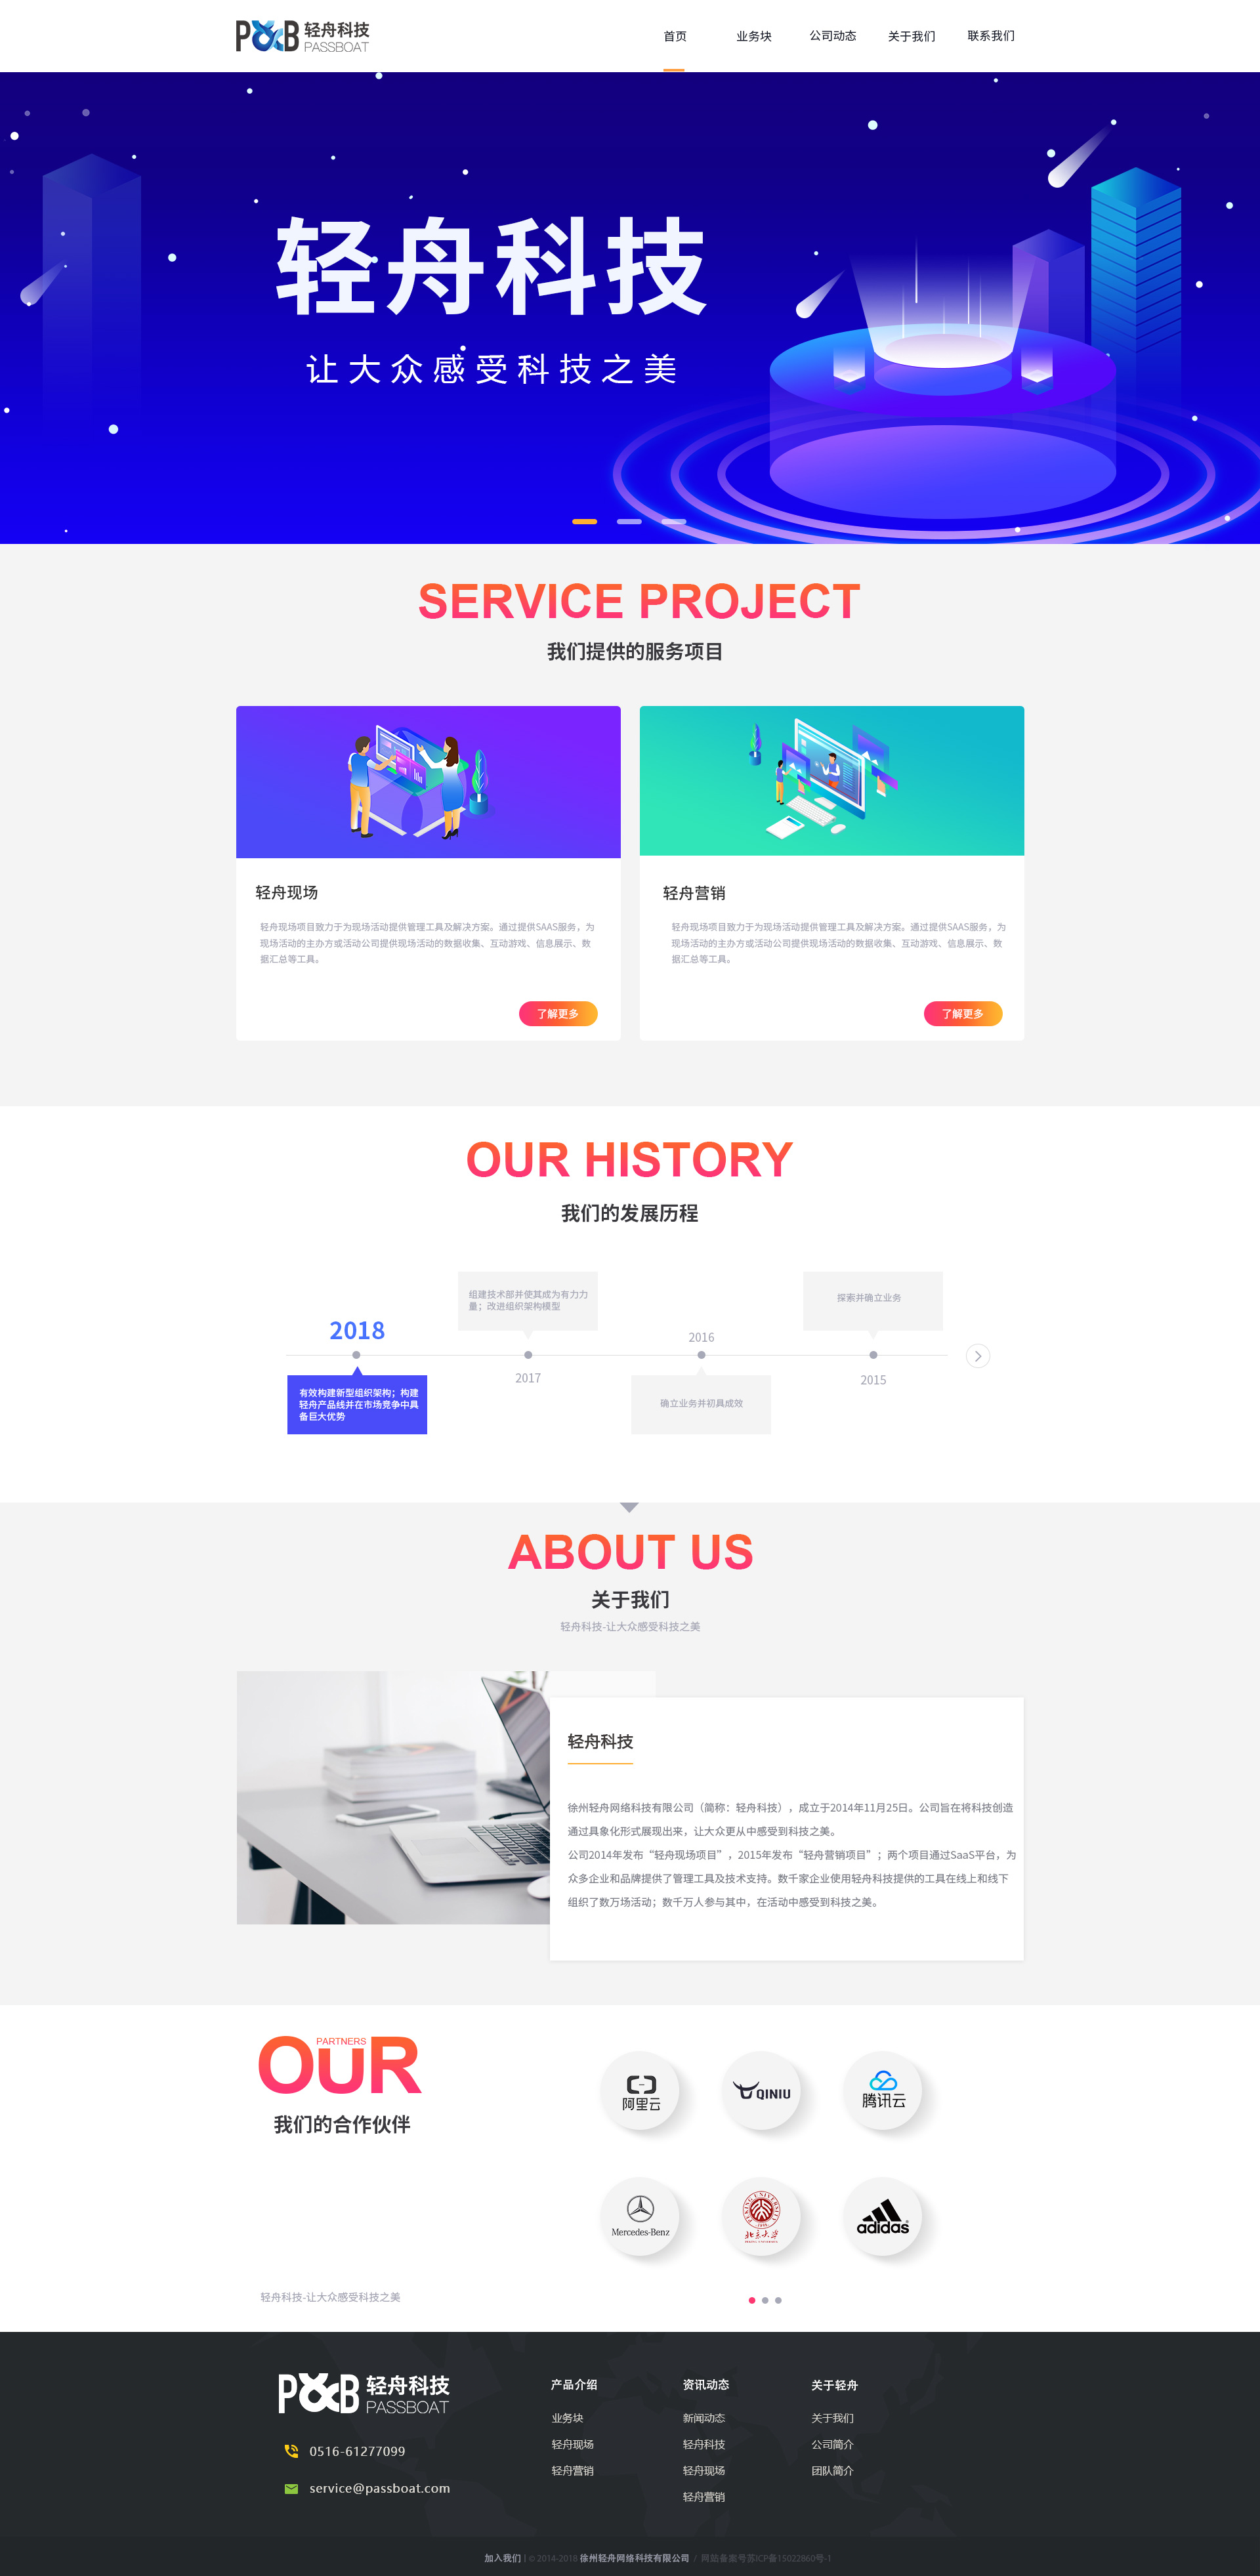 P&B 轻舟科技
PASSBOAT
首页 业务块 公司动态 关于我们 联系我们
轻舟科技
让大众感受科技之美
SERVICE PROJECT
我们提供的服务项目
轻舟现场
轻舟现场项目致力于为现场活动提供管理工具及解决方案。通过提供SAAS服务，为
现场活动的主办方或活动公司提供现场活动的数据收集、互动游戏、信息展示、数
据汇总等工具。
了解更多
轻舟营销
轻舟现场项目致力于为现场活动提供管理工具及解决方案。通过提供SAAS服务，为
现场活动的主办方或活动公司提供现场活动的数据收集、互动游戏、信息展示、数
据汇总等工具。
了解更多
OUR HISTORY
我们的发展历程
2018
有效构建新型组织架构；构建
轻舟产品线并在市场竞争中具
备巨大优势
组建技术部并使其成为有力力
量；改进组织架构模型
2017
2016
确立业务并初具成效
探索并确立业务
2015
ABOUT US
关于我们
轻舟科技-让大众感受科技之美
轻舟科技
徐州轻舟网络科技有限公司（简称：轻舟科技），成立于2014年11月25日。公司旨在将科技创造
通过具象化形式展现出来，让大众更从中感受到科技之美。
公司2014年发布“轻舟现场项目”，2015年发布“轻舟营销项目”；两个项目通过SaaS平台，为
众多企业和品牌提供了管理工具及技术支持。数千家企业使用轻舟科技提供的工具在线上和线下
组织了数万场活动；数千万人参与其中，在活动中感受到科技之美。
OUR
PARTNERS
我们的合作伙伴
轻舟科技-让大众感受科技之美
阿里云
QINIU
腾讯云
Mercedes-Benz
PEKING UNIVERSITY
1898
北京大学
adidas
P&B 轻舟科技
PASSBOAT
0516-61277099
service@passboat.com
产品介绍
业务块
轻舟现场
轻舟营销
资讯动态
新闻动态
轻舟科技
轻舟现场
轻舟营销
关于轻舟
关于我们
公司简介
团队简介
加入我们 | © 2014-2018 徐州轻舟网络科技有限公司 / 网站备案号苏ICP备15022860号-1